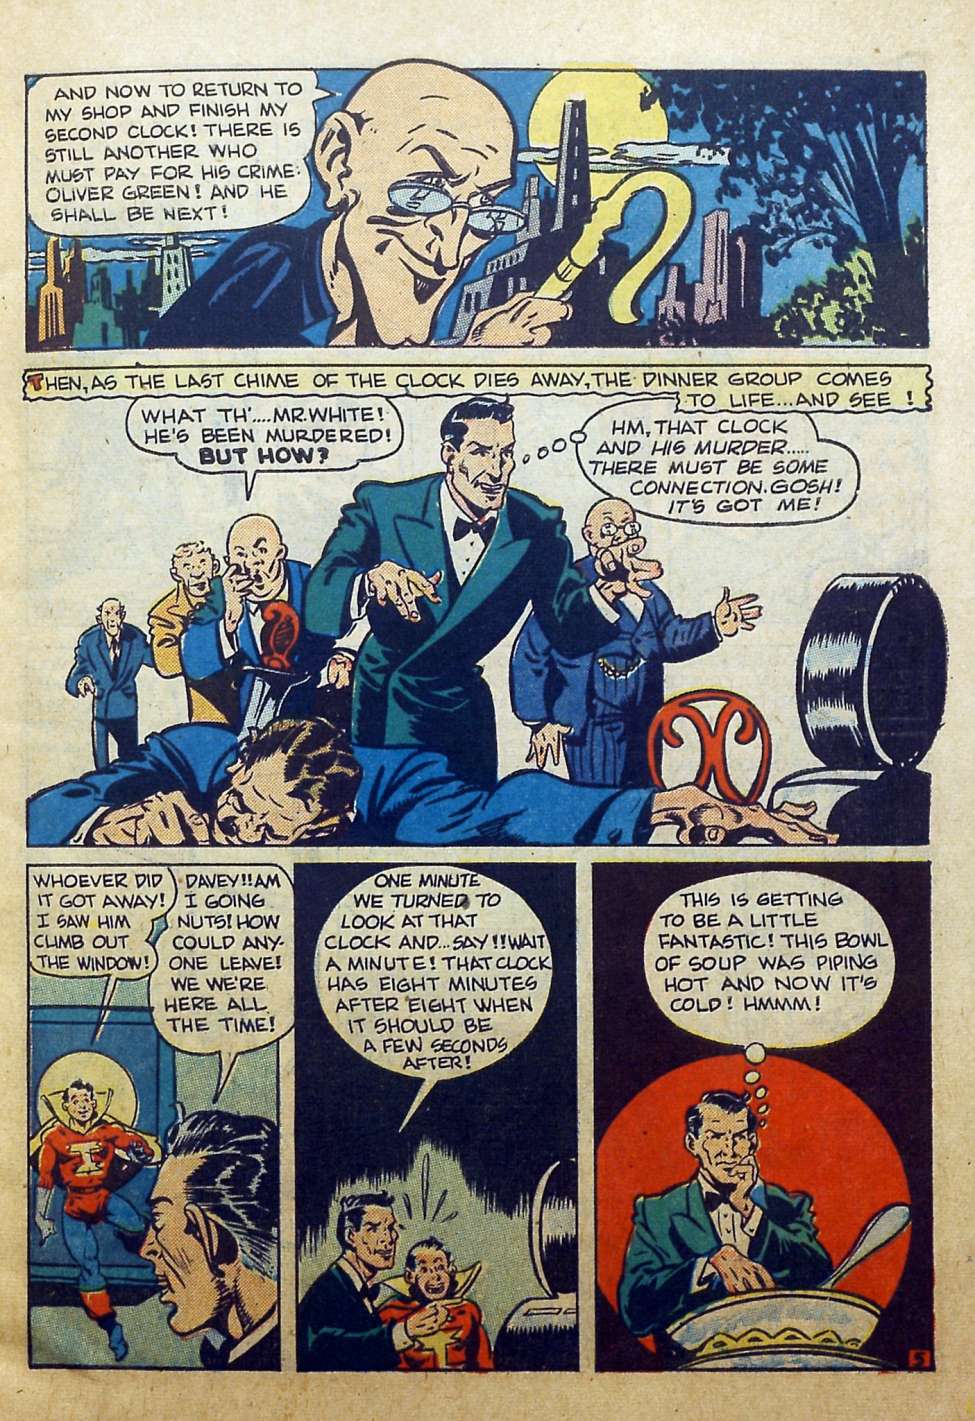 AND NOW TO RETURN TO
MY SHOP AND FINISH MY
SECOND CLOCK! THERE IS
STILL ANOTHER WHO
MUST PAY FOR HIS CRIME:
OLIVER GREEN! AND HE
SHALL BE NEXT!
THEN, AS THE LAST CHIME OF THE CLOCK DIES AWAY, THE DINNER GROUP COMES
TO LIFE...AND SEE !
WHAT TH'....MR.WHITE!
HE'S BEEN MURDERED!
BUT HOW?
HM, THAT CLOCK
AND HIS MURDER.....
THERE MUST BE SOME
CONNECTION. GOSH!
IT'S GOT ME!
WHOEVER DID
IT GOT AWAY!
I SAW HIM
CLIMB OUT
THE WINDOW!
DAVEY!! AM
I GOING
NUTS! HOW
COULD ANY-
ONE LEAVE!
WE WE'RE
HERE ALL
THE TIME!
ONE MINUTE
WE TURNED TO
LOOK AT THAT
CLOCK AND...SAY!! WAIT
A MINUTE! THAT CLOCK
HAS EIGHT MINUTES
AFTER EIGHT WHEN
IT SHOULD BE
A FEW SECONDS
AFTER!
THIS IS GETTING
TO BE A LITTLE
FANTASTIC! THIS BOWL
OF SOUP WAS PIPING
HOT AND NOW IT'S
COLD! HMMM!
I
I
5